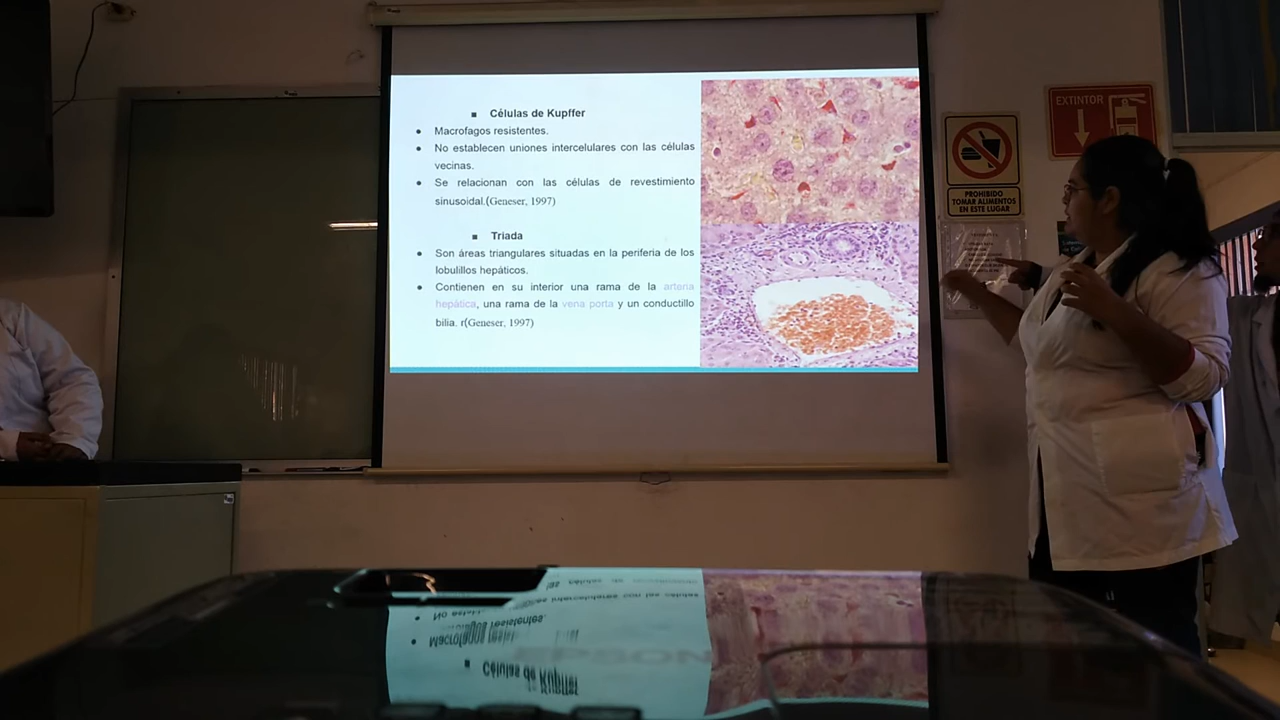 ■ Células de Kupffer
● Macrofagos resistentes.
● No establecen uniones intercelulares con las células
vecinas.
● Se relacionan con las células de revestimiento
sinusoidal.(Geneser, 1997)
■ Triada
● Son áreas triangulares situadas en la periferia de los
lobulillos hepáticos.
● Contienen en su interior una rama de la arteria
hepática, una rama de la vena porta y un conductillo
bilia. r(Geneser, 1997)
EXTINTOR
PROHIBIDO
TOMAR ALIMENTOS
EN ESTE LUGAR
EPSON